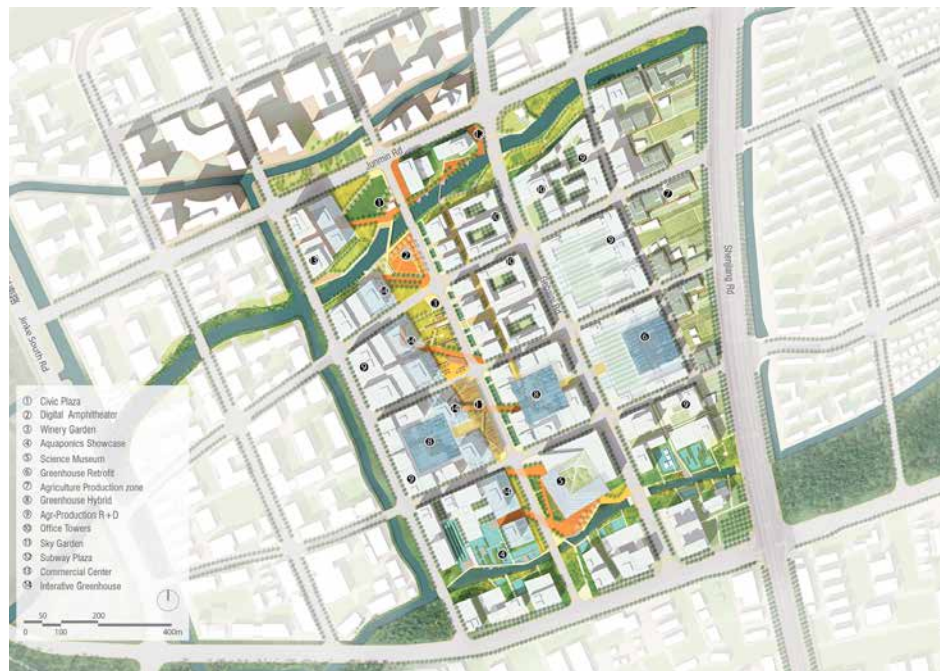 Junmin Rd
Jinke South Rd
Shenjiang Rd
① Civic Plaza
② Digital Amphitheater
③ Winery Garden
④ Aquaponics Showcase
⑤ Science Museum
⑥ Greenhouse Retrofit
⑦ Agriculture Production zone
⑧ Greenhouse Hybrid
⑨ Agr-Production R+D
⑩ Office Towers
⑪ Sky Garden
⑫ Subway Plaza
⑬ Commercial Center
⑭ Interative Greenhouse
50 200
0 100 400m